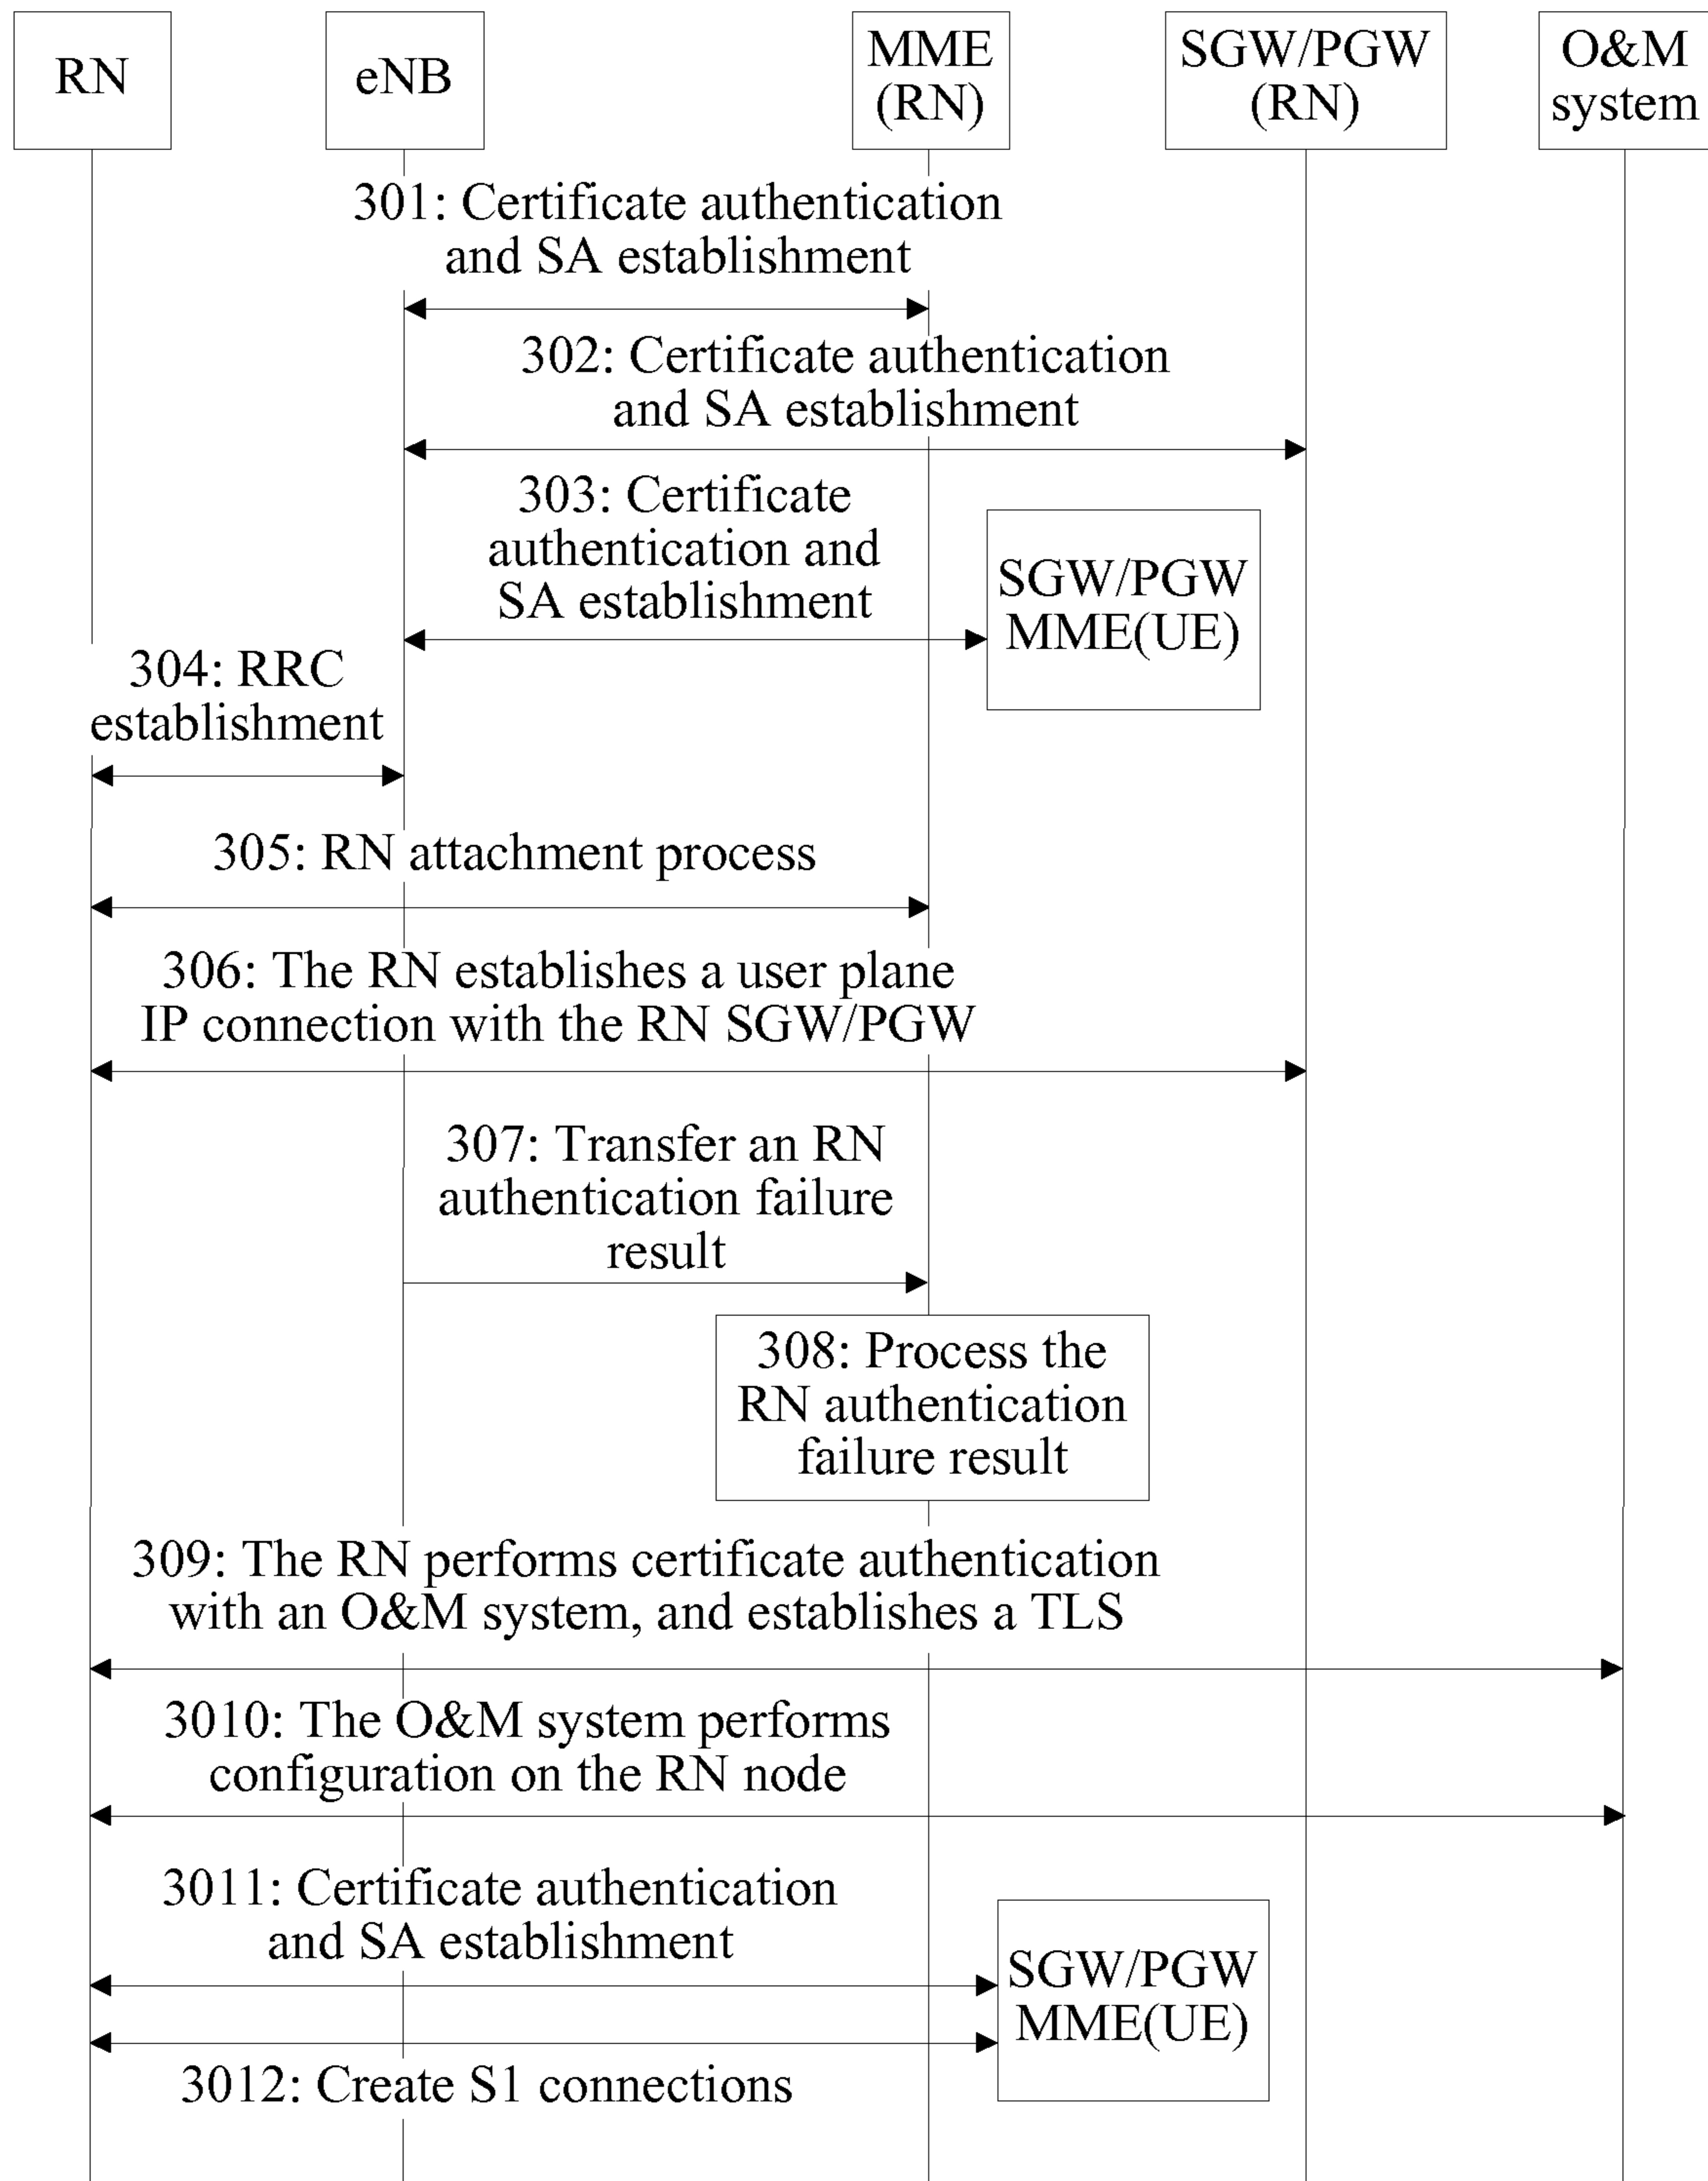 RN
eNB
MME
(RN)
SGW/PGW
(RN)
O&M
system
301: Certificate authentication
and SA establishment
302: Certificate authentication
and SA establishment
303: Certificate
authentication and
SA establishment
SGW/PGW
MME(UE)
304: RRC
establishment
305: RN attachment process
306: The RN establishes a user plane
IP connection with the RN SGW/PGW
307: Transfer an RN
authentication failure
result
308: Process the
RN authentication
failure result
309: The RN performs certificate authentication
with an O&M system, and establishes a TLS
3010: The O&M system performs
configuration on the RN node
3011: Certificate authentication
and SA establishment
SGW/PGW
MME(UE)
3012: Create S1 connections